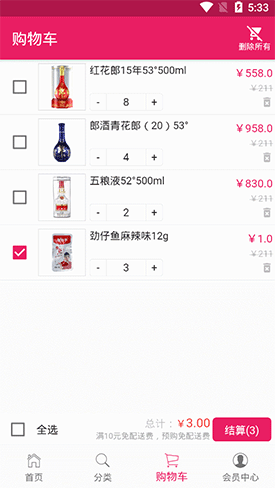 5:33
购物车
删除所有
红花郎15年53°500ml
￥558.0
￥211
- 8 +
郎酒青花郎（20）53°
￥958.0
￥211
- 4 +
五粮液52°500ml
￥830.0
￥211
- 2 +
劲仔鱼麻辣味12g
￥1.0
￥211
- 3 +
全选
总计：￥3.00
满10元免配送费，预购免配送费
结算(3)
首页
分类
购物车
会员中心